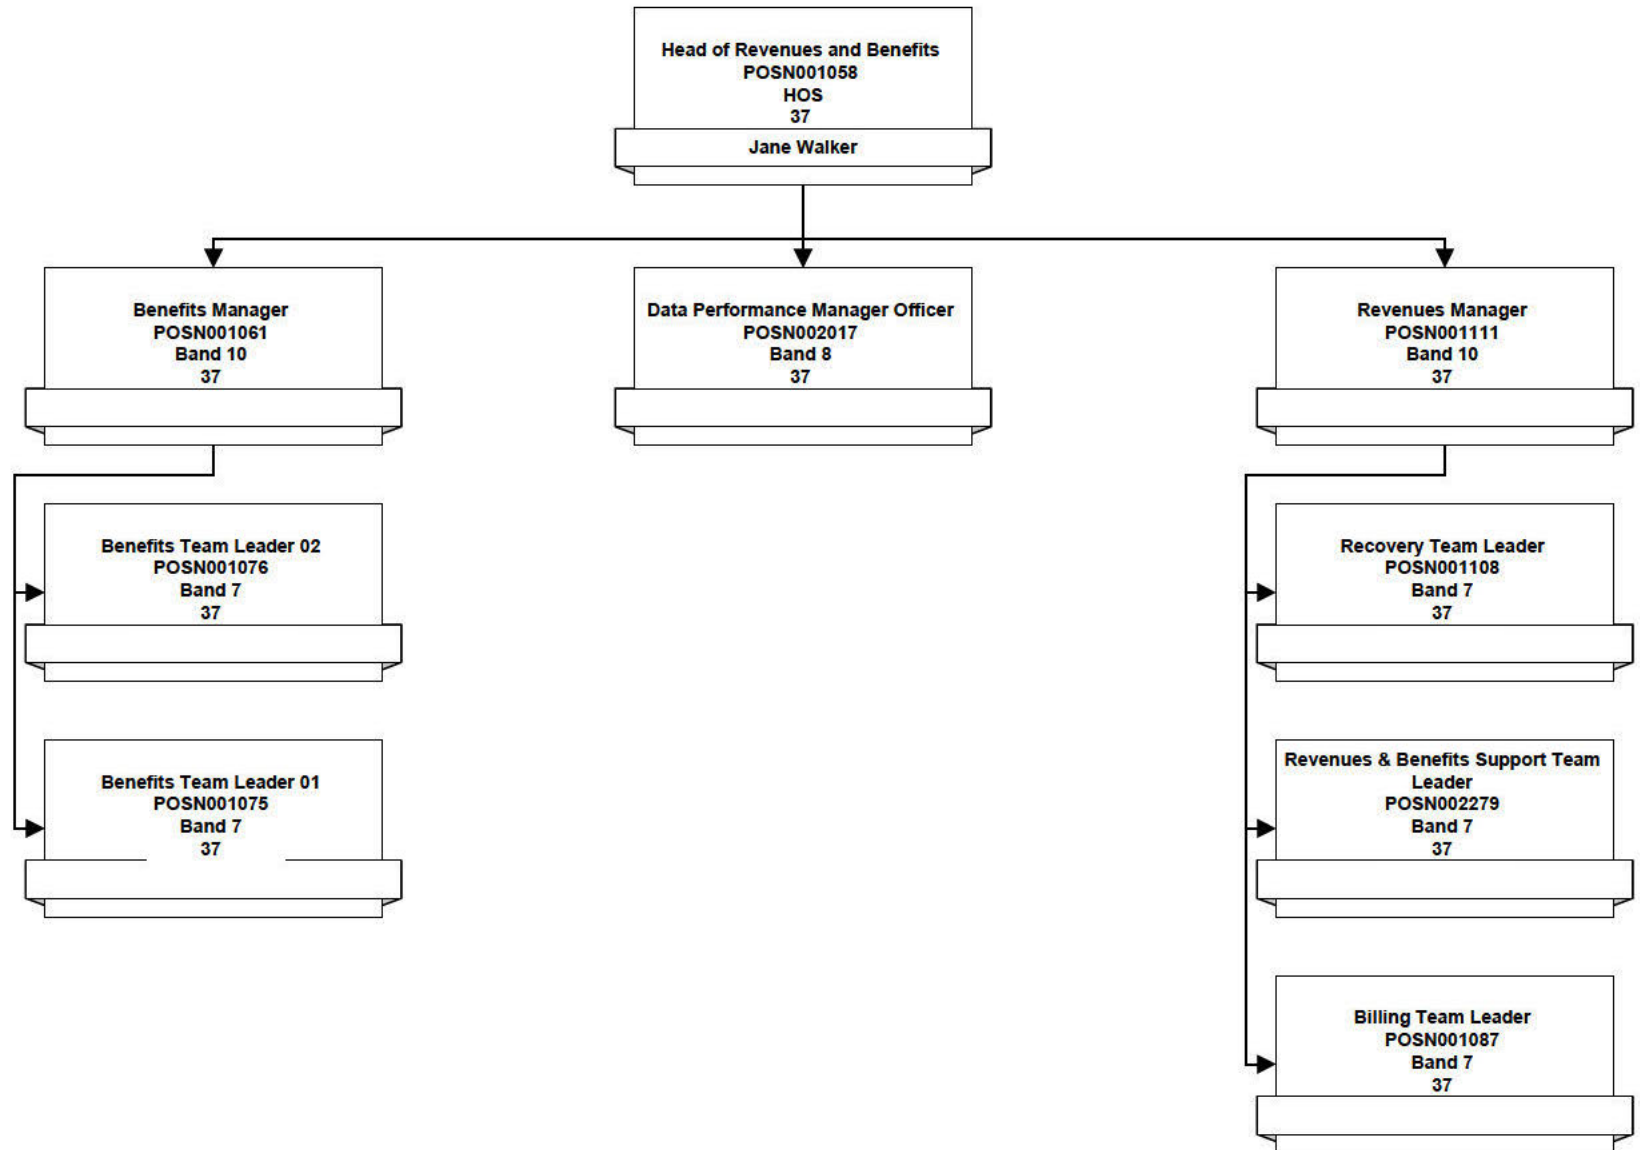 Head of Revenues and Benefits
POSN001058
HOS
37
Jane Walker
Benefits Manager
POSN001061
Band 10
37
Data Performance Manager Officer
POSN002017
Band 8
37
Revenues Manager
POSN001111
Band 10
37
Benefits Team Leader 02
POSN001076
Band 7
37
Benefits Team Leader 01
POSN001075
Band 7
37
Recovery Team Leader
POSN001108
Band 7
37
Revenues & Benefits Support Team
Leader
POSN002279
Band 7
37
Billing Team Leader
POSN001087
Band 7
37